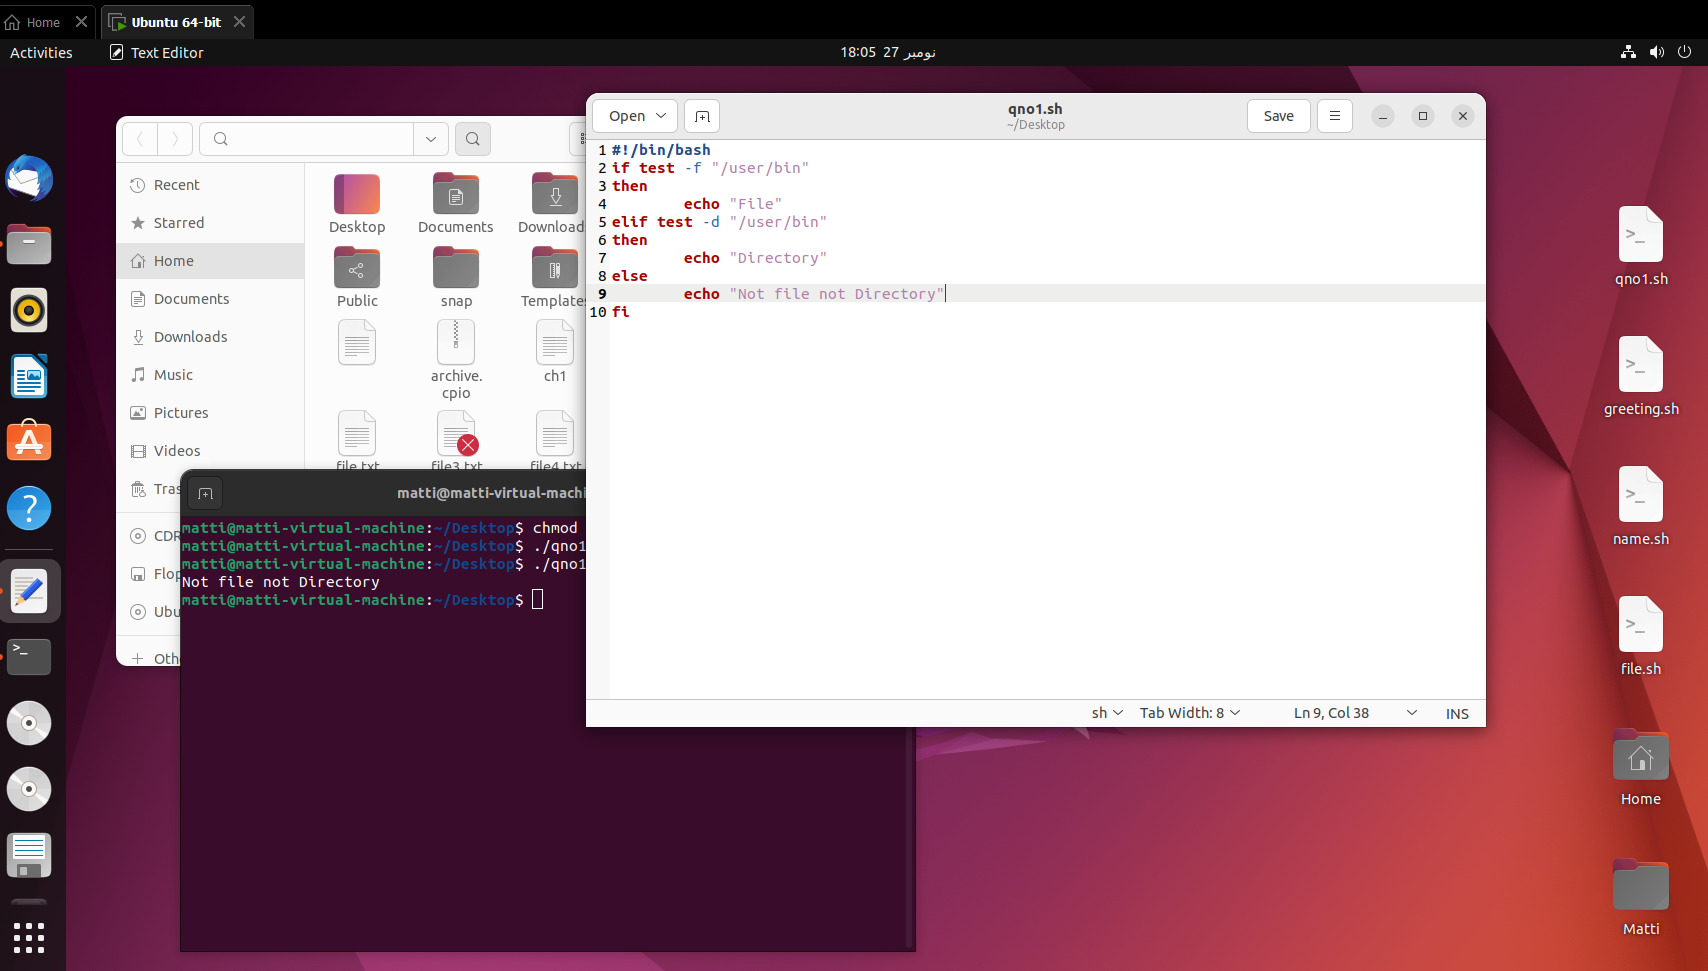 Home
Ubuntu 64-bit
Activities
Text Editor
18:05 27 نومبر
Recent
Starred
Home
Documents
Downloads
Music
Pictures
Videos
Tras
CDR
Flop
Ubu
Oth
Desktop
Documents
Download
Public
snap
Templates
archive.
cpio
ch1
file.txt
file3.txt
file4.txt
matti@matti-virtual-machi
matti@matti-virtual-machine:~/Desktop$ chmod
matti@matti-virtual-machine:~/Desktop$ ./qno1
matti@matti-virtual-machine:~/Desktop$ ./qno1
Not file not Directory
matti@matti-virtual-machine:~/Desktop$
Open
qno1.sh
~/Desktop
Save
1 #!/bin/bash
2 if test -f "/user/bin"
3 then
4 echo "File"
5 elif test -d "/user/bin"
6 then
7 echo "Directory"
8 else
9 echo "Not file not Directory"
10 fi
sh
Tab Width: 8
Ln 9, Col 38
INS
qno1.sh
greeting.sh
name.sh
file.sh
Home
Matti